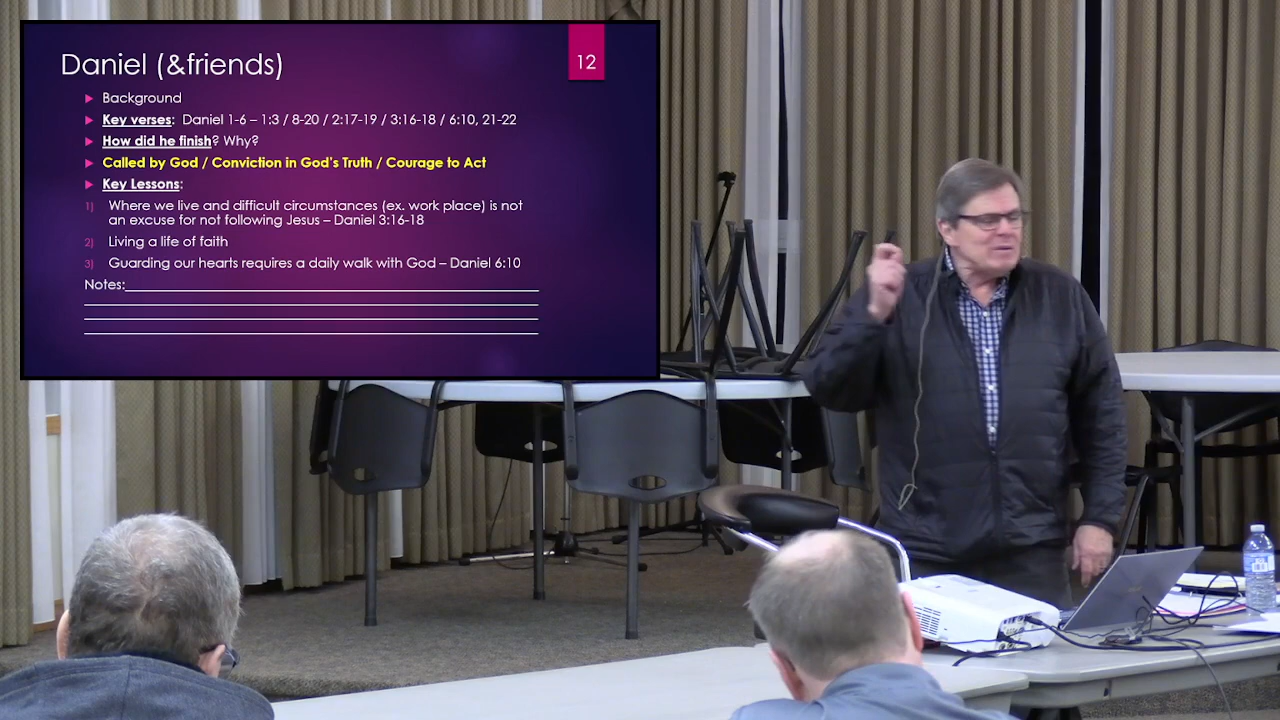 Daniel (&friends)
12
Background
Key verses: Daniel 1-6 – 1:3 / 8-20 / 2:17-19 / 3:16-18 / 6:10, 21-22
How did he finish? Why?
Called by God / Conviction in God's Truth / Courage to Act
Key Lessons:
1) Where we live and difficult circumstances (ex. work place) is not
an excuse for not following Jesus – Daniel 3:16-18
2) Living a life of faith
3) Guarding our hearts requires a daily walk with God – Daniel 6:10
Notes: